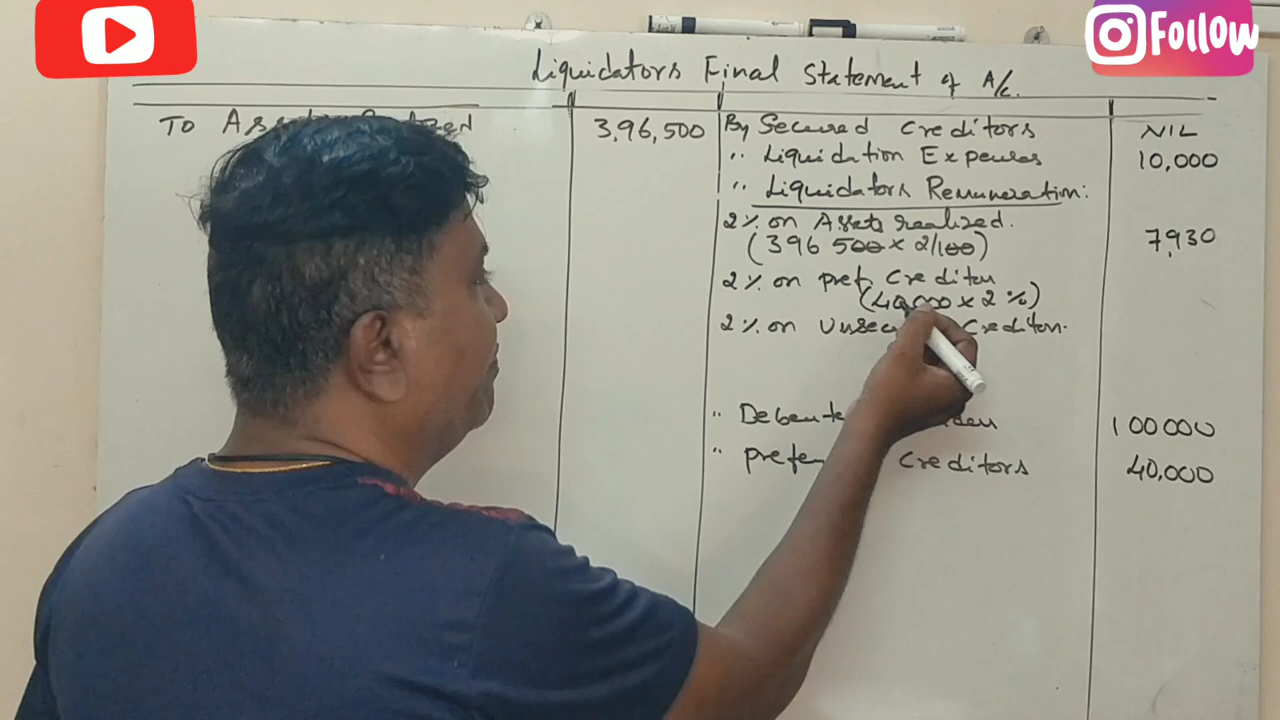 Follow
Liquidators Final Statement of A/c.
To 3,96,500 By Secured Creditors NIL
" Liquidation Expenses 10,000
" Liquidators Remuneration:
2% on Assets realized.
(396 500 x 2/100) 7,930
2% on pref. Creditors
(40,000 x 2%)
2% on Creditors.
" 100000
" Creditors 40,000